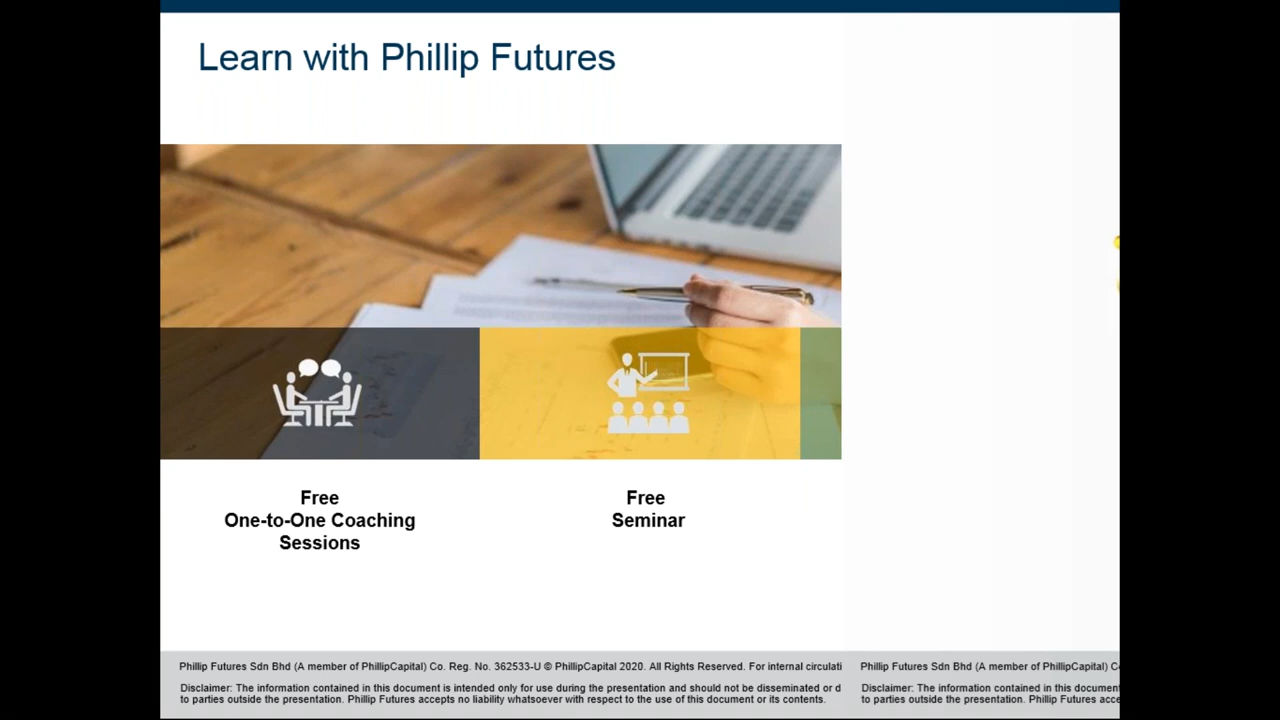 Learn with Phillip Futures
Free
One-to-One Coaching
Sessions
Free
Seminar
Phillip Futures Sdn Bhd (A member of PhillipCapital) Co. Reg. No. 362533-U © PhillipCapital 2020. All Rights Reserved. For internal circulati
Disclaimer: The information contained in this document is intended only for use during the presentation and should not be disseminated or d
to parties outside the presentation. Phillip Futures accepts no liability whatsoever with respect to the use of this document or its contents.
Phillip Futures Sdn Bhd (A member of PhillipCapital) C
Disclaimer: The information contained in this document
to parties outside the presentation. Phillip Futures acce